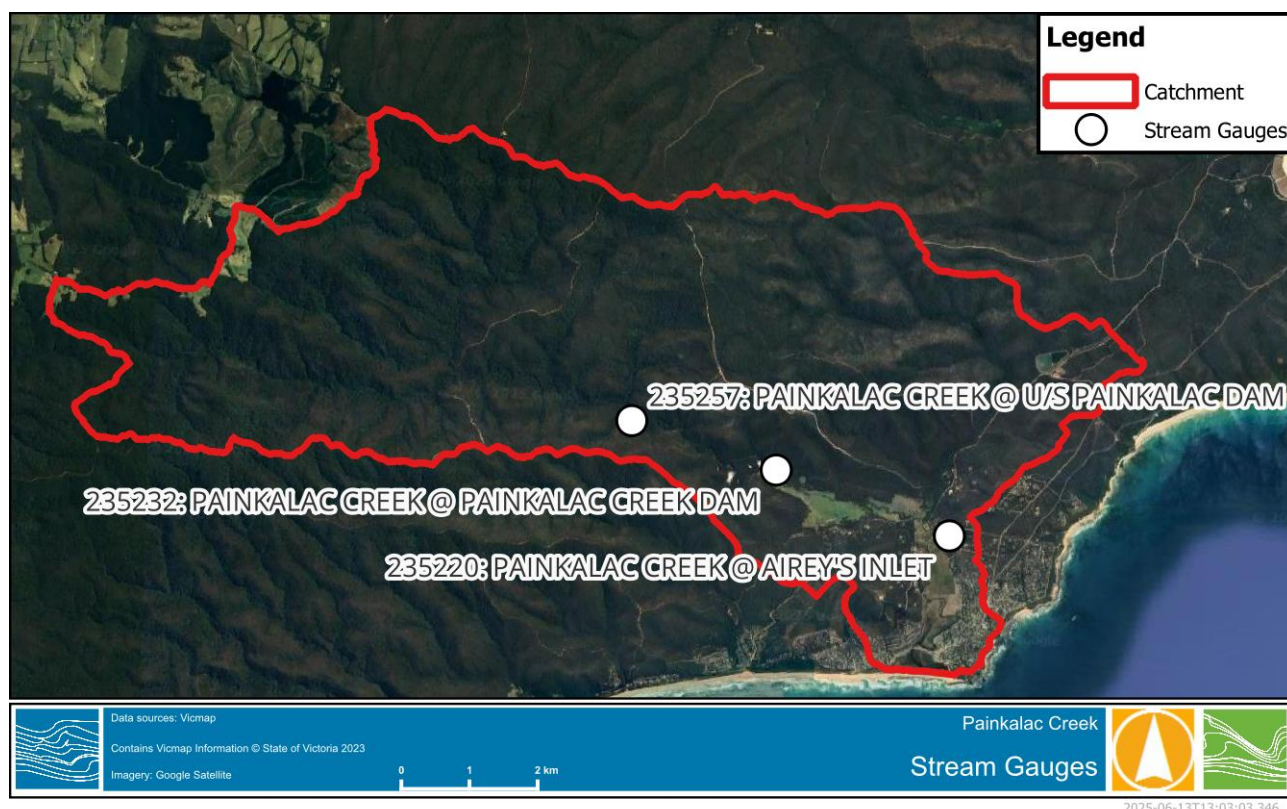 Legend
Catchment
Stream Gauges
235257: PAINKALAC CREEK @ U/S PAINKALAC DAM
235232: PAINKALAC CREEK @ PAINKALAC CREEK DAM
235220: PAINKALAC CREEK @ AIREY'S INLET
Data sources: Vicmap
Contains Vicmap Information © State of Victoria 2023
Imagery: Google Satellite
0 1 2 km
Painkalac Creek
Stream Gauges
2025-06-13T13:03:03.346